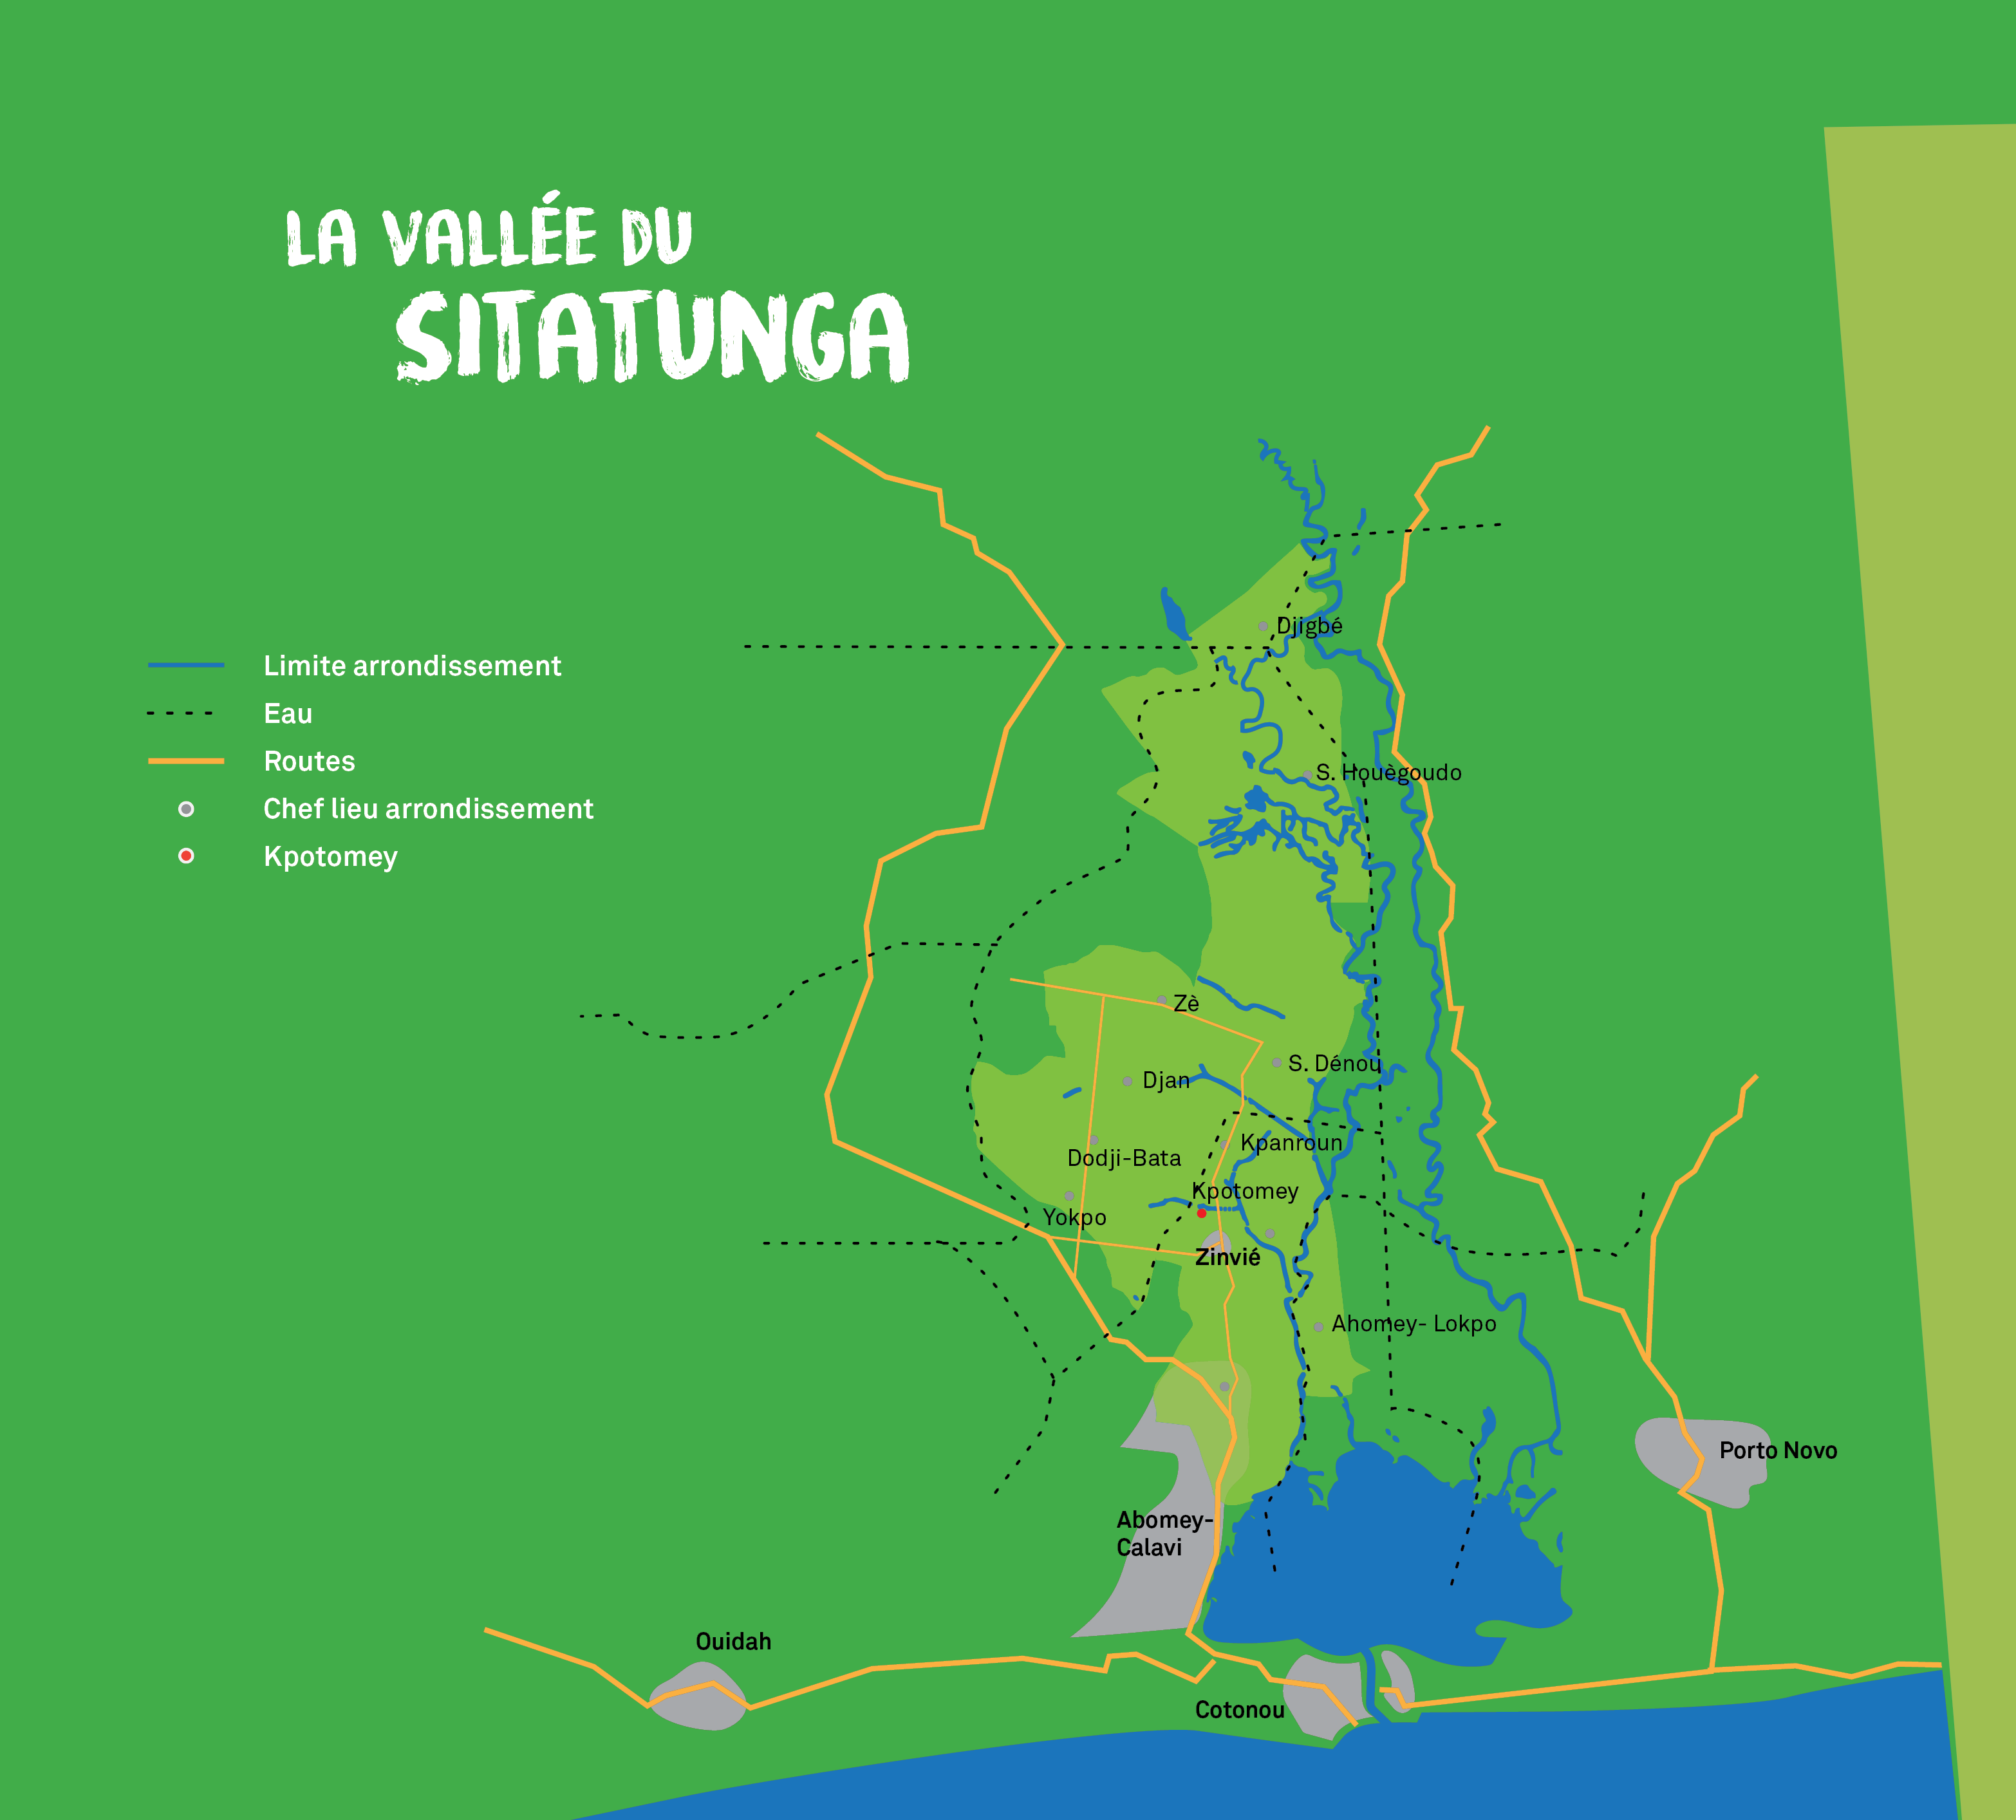 LA VALLÉE DU
SITATUNGA
Limite arrondissement
Eau
Routes
Chef lieu arrondissement
Kpotomey
Djigbé
S. Houègoudo
Zè
S. Dénou
Djan
Kpanroun
Dodji-Bata
Kpotomey
Yokpo
Zinvié
Ahomey- Lokpo
Porto Novo
Abomey-
Calavi
Ouidah
Cotonou